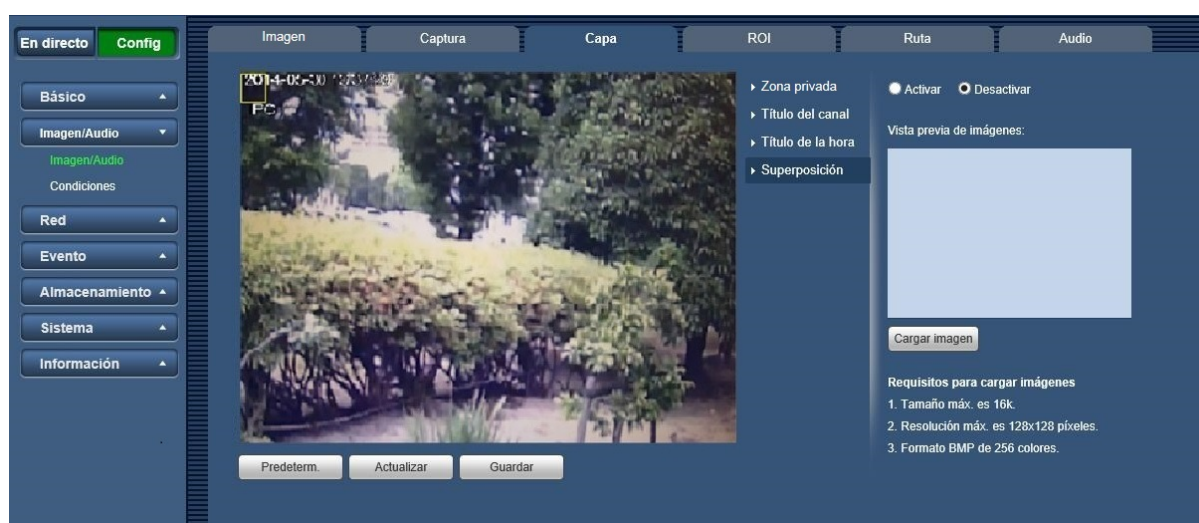 En directo
Config
Imagen
Captura
Capa
ROI
Ruta
Audio
Básico
Imagen/Audio
Imagen/Audio
Condiciones
Red
Evento
Almacenamiento
Sistema
Información
PC
Predeterm.
Actualizar
Guardar
Zona privada
Título del canal
Título de la hora
Superposición
Activar
Desactivar
Vista previa de imágenes:
Cargar imagen
Requisitos para cargar imágenes
1. Tamaño máx. es 16k.
2. Resolución máx. es 128x128 píxeles.
3. Formato BMP de 256 colores.